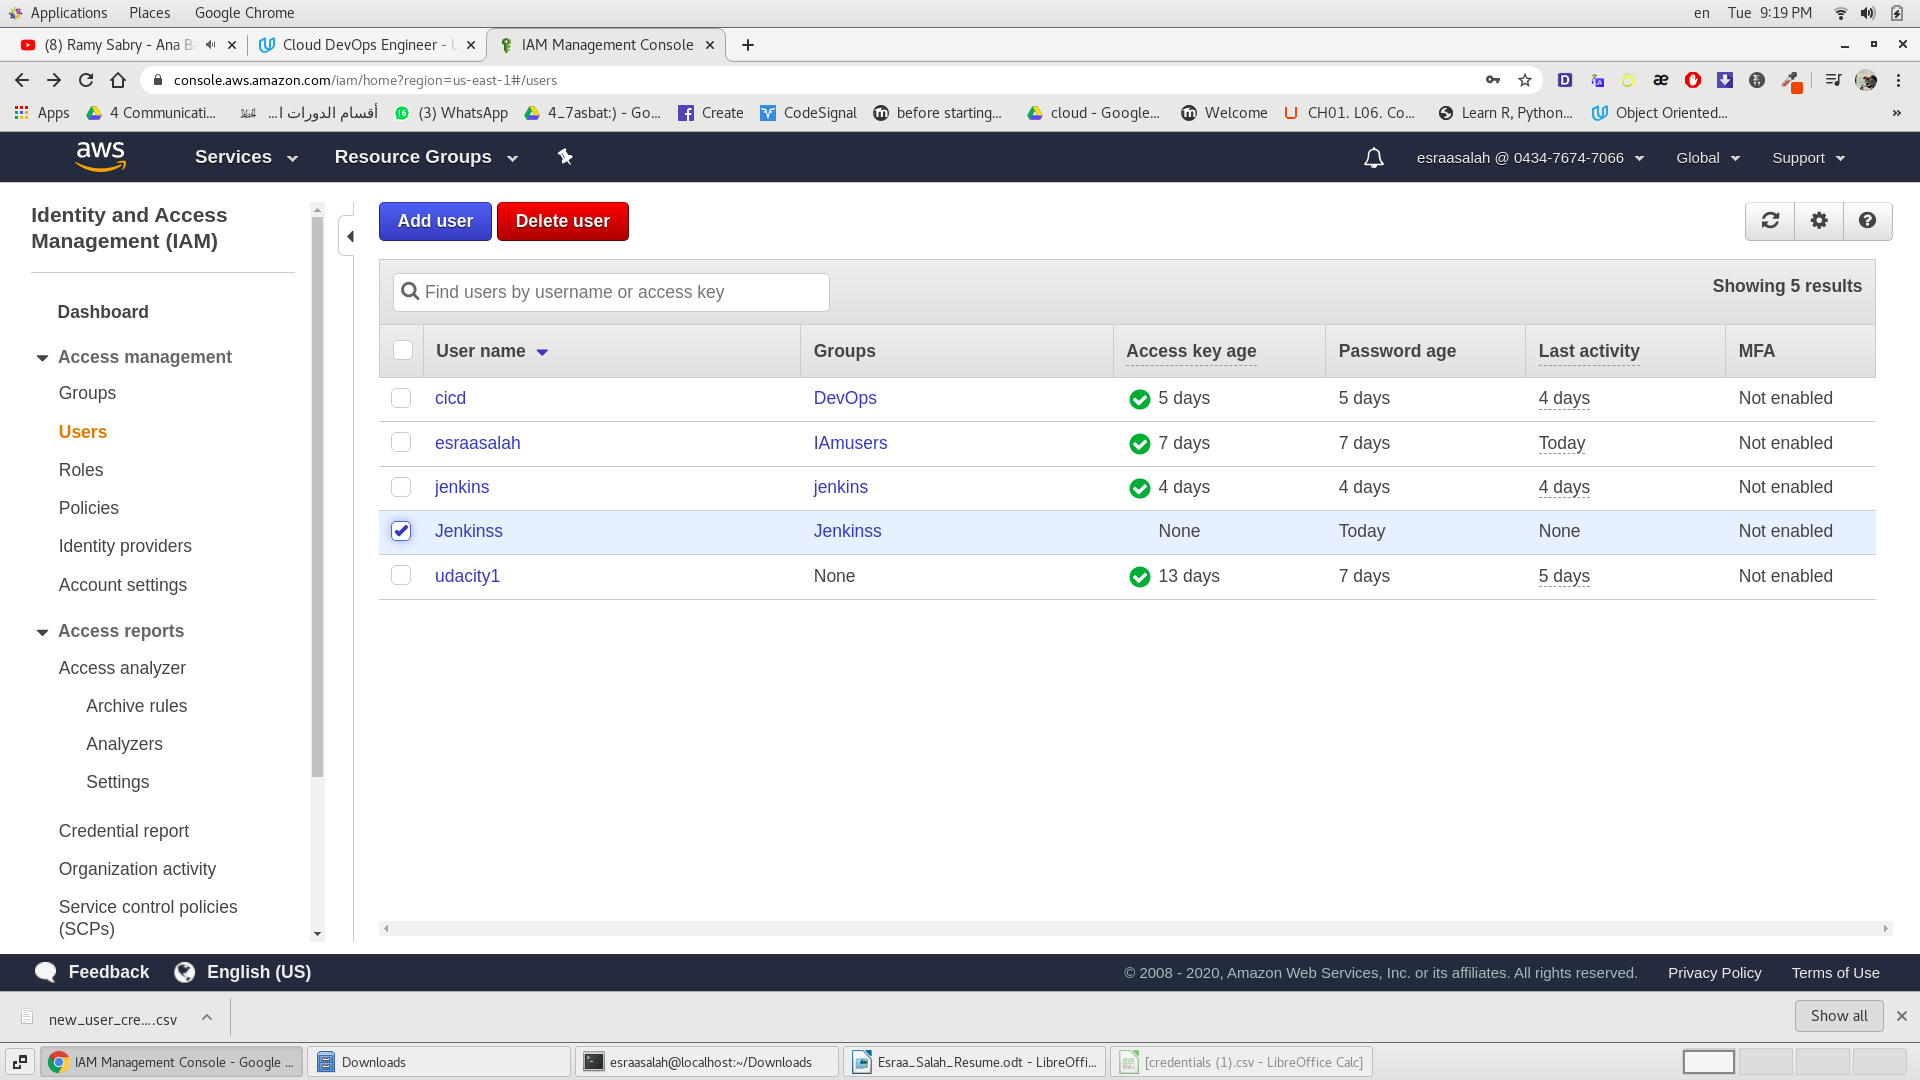 Applications Places Google Chrome en Tue 9:19 PM
(8) Ramy Sabry - Ana B Cloud DevOps Engineer - IAM Management Console
console.aws.amazon.com/iam/home?region=us-east-1#/users
Apps 4 Communicati... أقسام الدورات ا... (3) WhatsApp 4_7asbat:) - Go... Create CodeSignal before starting... cloud - Google... Welcome CH01. L06. Co... Learn R, Python... Object Oriented... »
aws Services Resource Groups esraasalah @ 0434-7674-7066 Global Support
Identity and Access
Management (IAM)
Dashboard
Access management
Groups
Users
Roles
Policies
Identity providers
Account settings
Access reports
Access analyzer
Archive rules
Analyzers
Settings
Credential report
Organization activity
Service control policies
(SCPs)
Add user Delete user
Find users by username or access key Showing 5 results
User name Groups Access key age Password age Last activity MFA
cicd DevOps 5 days 5 days 4 days Not enabled
esraasalah IAmusers 7 days 7 days Today Not enabled
jenkins jenkins 4 days 4 days 4 days Not enabled
Jenkinss Jenkinss None Today None Not enabled
udacity1 None 13 days 7 days 5 days Not enabled
Feedback English (US) © 2008 - 2020, Amazon Web Services, Inc. or its affiliates. All rights reserved. Privacy Policy Terms of Use
new_user_cre....csv Show all
IAM Management Console - Google ... Downloads esraasalah@localhost:~/Downloads Esraa_Salah_Resume.odt - LibreOffi... [credentials (1).csv - LibreOffice Calc]